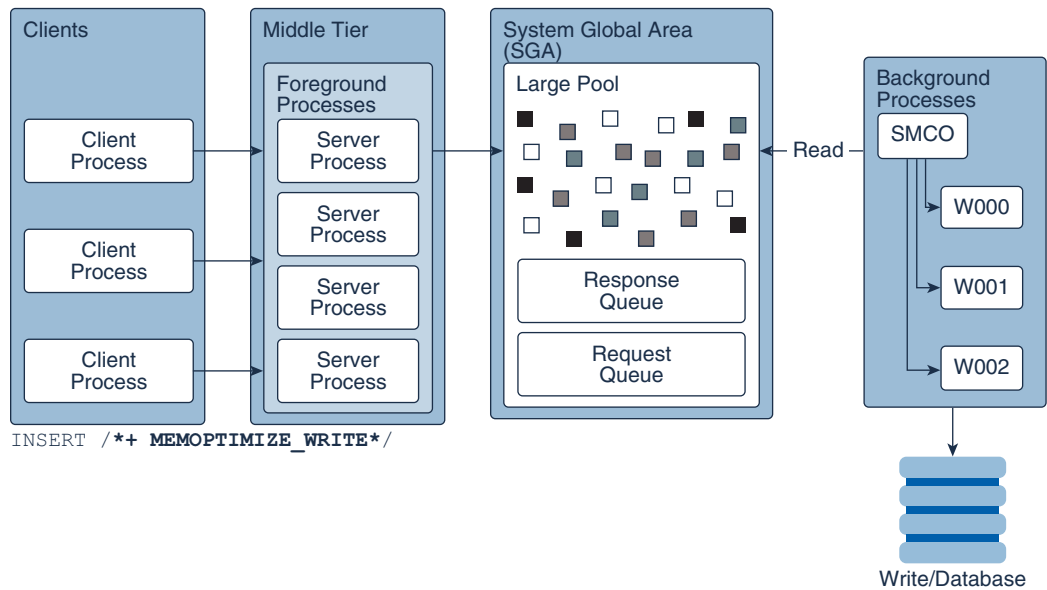 Clients
Client
Process
Client
Process
Client
Process
INSERT /*+ MEMOPTIMIZE_WRITE*/
Middle Tier
Foreground
Processes
Server
Process
Server
Process
Server
Process
Server
Process
System Global Area
(SGA)
Large Pool
Response
Queue
Request
Queue
Read
Background
Processes
SMCO
W000
W001
W002
Write/Database